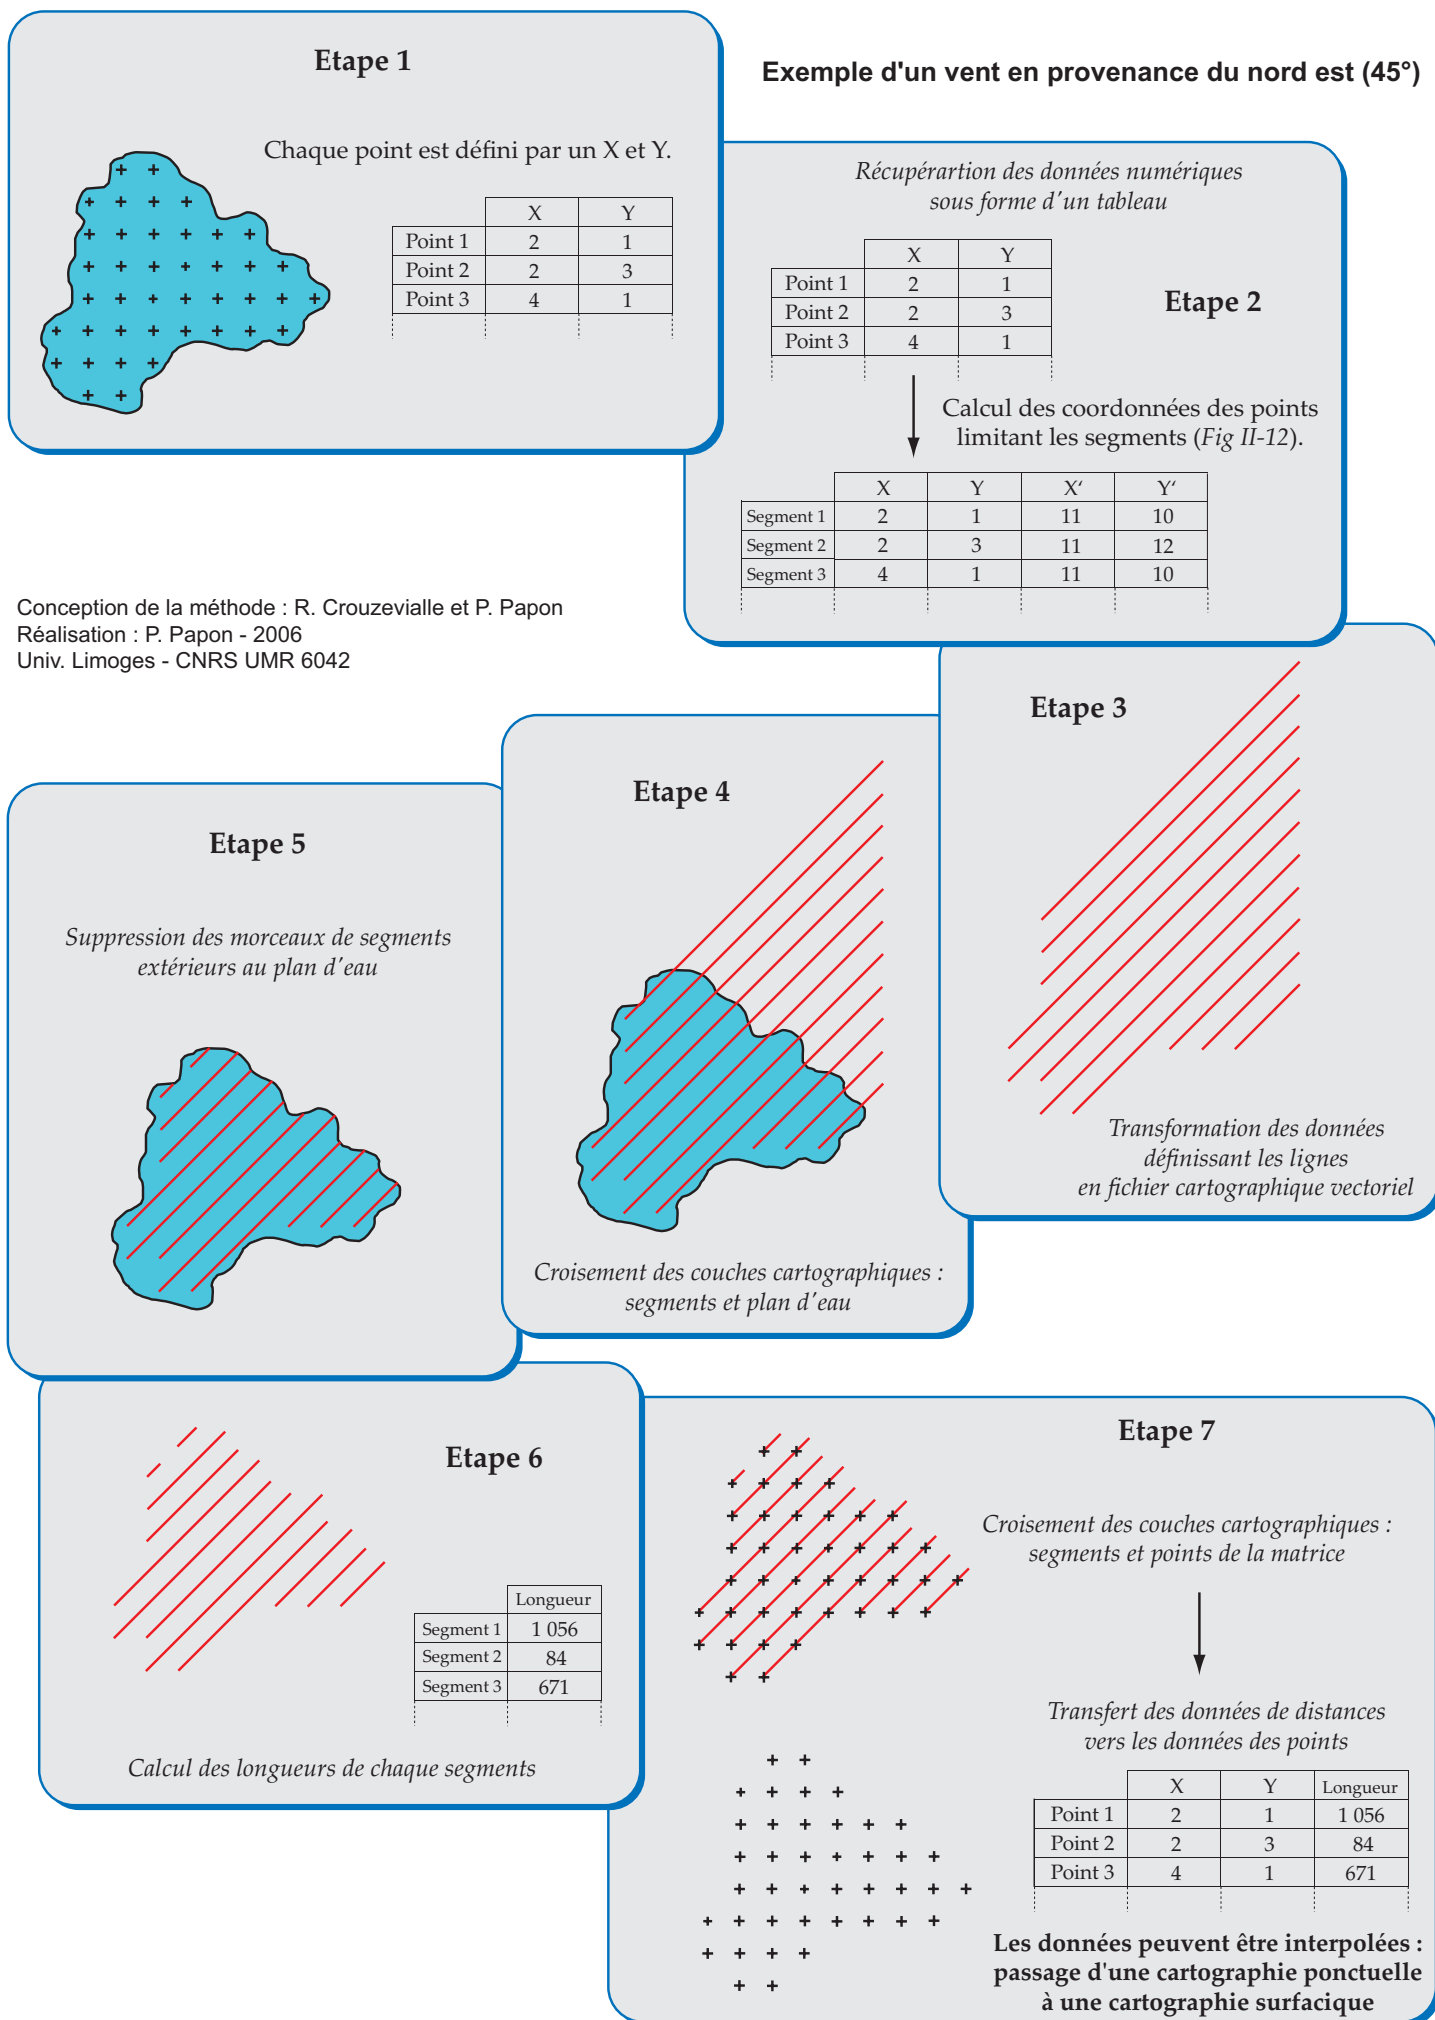 Etape 1
Exemple d'un vent en provenance du nord est (45°)
Chaque point est défini par un X et Y.
X Y
Point 1 2 1
Point 2 2 3
Point 3 4 1
Récupérartion des données numériques
sous forme d'un tableau
X Y
Point 1 2 1
Point 2 2 3
Point 3 4 1
Etape 2
Calcul des coordonnées des points
limitant les segments (Fig II-12).
X Y X‘ Y‘
Segment 1 2 1 11 10
Segment 2 2 3 11 12
Segment 3 4 1 11 10
Conception de la méthode : R. Crouzevialle et P. Papon
Réalisation : P. Papon - 2006
Univ. Limoges - CNRS UMR 6042
Etape 3
Transformation des données
définissant les lignes
en fichier cartographique vectoriel
Etape 4
Croisement des couches cartographiques :
segments et plan d'eau
Etape 5
Suppression des morceaux de segments
extérieurs au plan d'eau
Etape 6
Longueur
Segment 1 1 056
Segment 2 84
Segment 3 671
Calcul des longueurs de chaque segments
Etape 7
Croisement des couches cartographiques :
segments et points de la matrice
Transfert des données de distances
vers les données des points
X Y Longueur
Point 1 2 1 1 056
Point 2 2 3 84
Point 3 4 1 671
Les données peuvent être interpolées :
passage d'une cartographie ponctuelle
à une cartographie surfacique